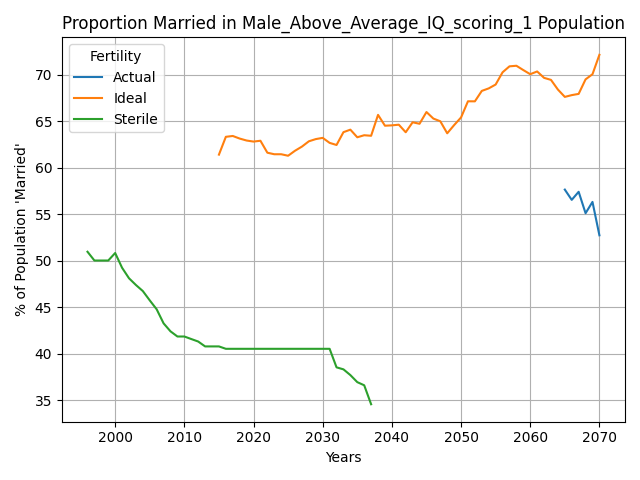 Proportion Married in Male_Above_Average_IQ_scoring_1 Population
Fertility
Actual
Ideal
Sterile
% of Population 'Married'
70
65
60
55
50
45
40
35
2000
2010
2020
2030
2040
2050
2060
2070
Years